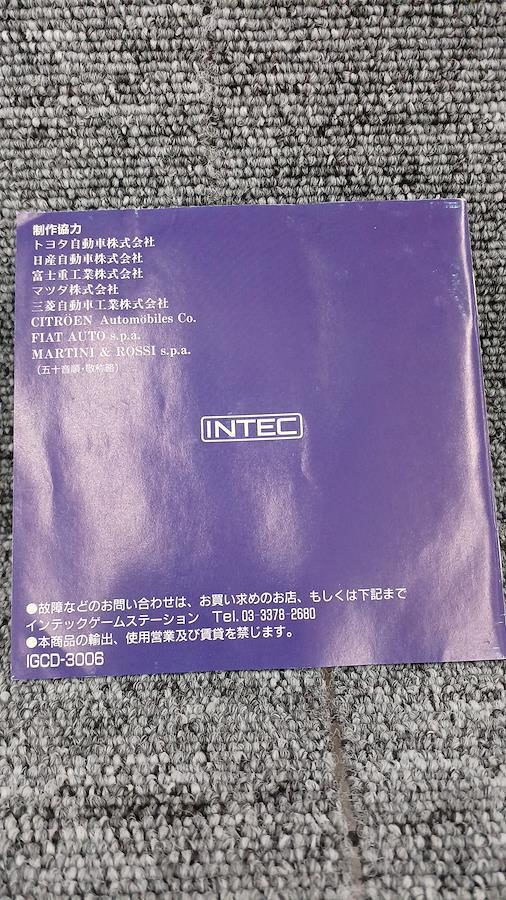 制作協力
トヨタ自動車株式会社
日産自動車株式会社
富士重工業株式会社
マツダ株式会社
三菱自動車工業株式会社
CITRÖEN Automöbiles Co.
FIAT AUTO s.p.a.
MARTINI & ROSSI s.p.a.
(五十音順・敬称略)
INTEC
●故障などのお問い合わせは、お買い求めのお店、もしくは下記まで
インテックゲームステーション Tel.03-3378-2680
●本商品の輸出、使用営業及び賃貸を禁じます。
IGCD-3006